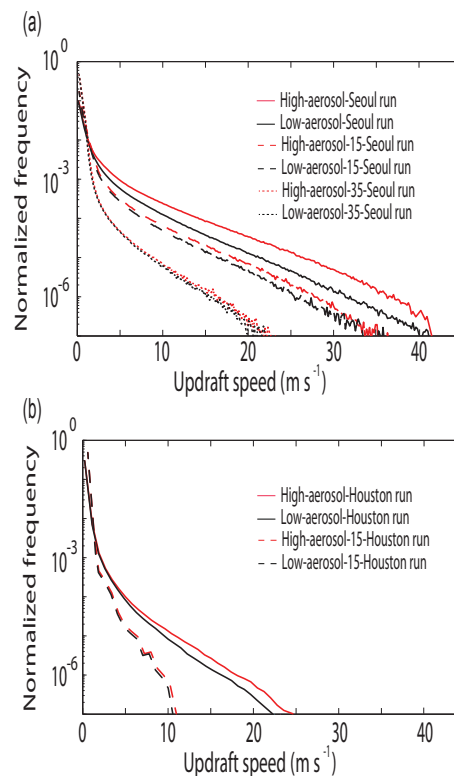 (a)
10 0
High-aerosol-Seoul run
Low-aerosol-Seoul run
High-aerosol-15-Seoul run
Low-aerosol-15-Seoul run
High-aerosol-35-Seoul run
Low-aerosol-35-Seoul run
Normalized frequency
10 -3
10 -6
0 10 20 30 40
Updraft speed (m s -1)
(b)
10 0
High-aerosol-Houston run
Low-aerosol-Houston run
High-aerosol-15-Houston run
Low-aerosol-15-Houston run
Normalized frequency
10 -3
10 -6
0 10 20 30 40
Updraft speed (m s -1)